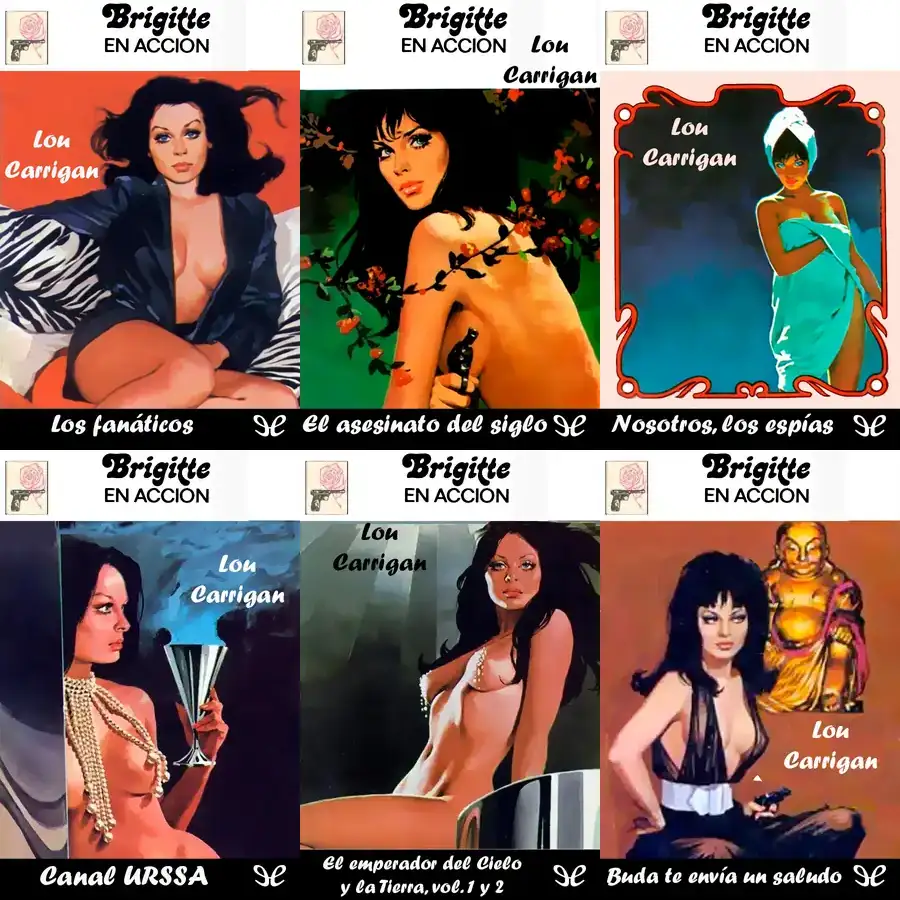 Brigitte
EN ACCION
Lou
Carrigan
Los fanáticos
Brigitte
EN ACCION
Lou
Carrigan
El asesinato del siglo
Brigitte
EN ACCION
Lou
Carrigan
Nosotros, los espías
Brigitte
EN ACCION
Lou
Carrigan
Canal URSSA
Brigitte
EN ACCION
Lou
Carrigan
El emperador del Cielo
y la Tierra, vol. 1 y 2
Brigitte
EN ACCION
Lou
Carrigan
Buda te envía un saludo